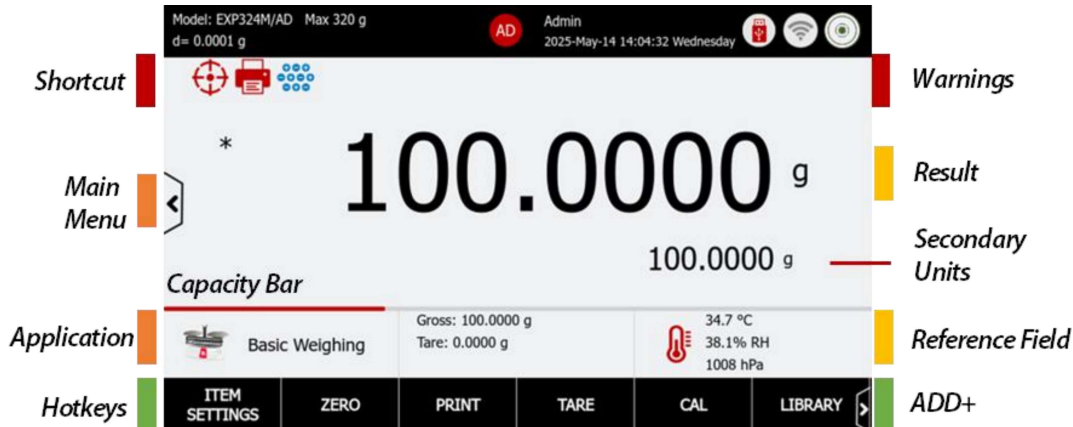 Model: EXP324M/AD Max 320 g
d= 0.0001 g
AD
Admin
2025-May-14 14:04:32 Wednesday
Shortcut
Warnings
*
100.0000 g
Result
Main
Menu
100.0000 g
Secondary
Units
Capacity Bar
Application
Basic Weighing
Gross: 100.0000 g
Tare: 0.0000 g
34.7 °C
38.1% RH
1008 hPa
Reference Field
Hotkeys
ITEM
SETTINGS
ZERO
PRINT
TARE
CAL
LIBRARY
ADD+